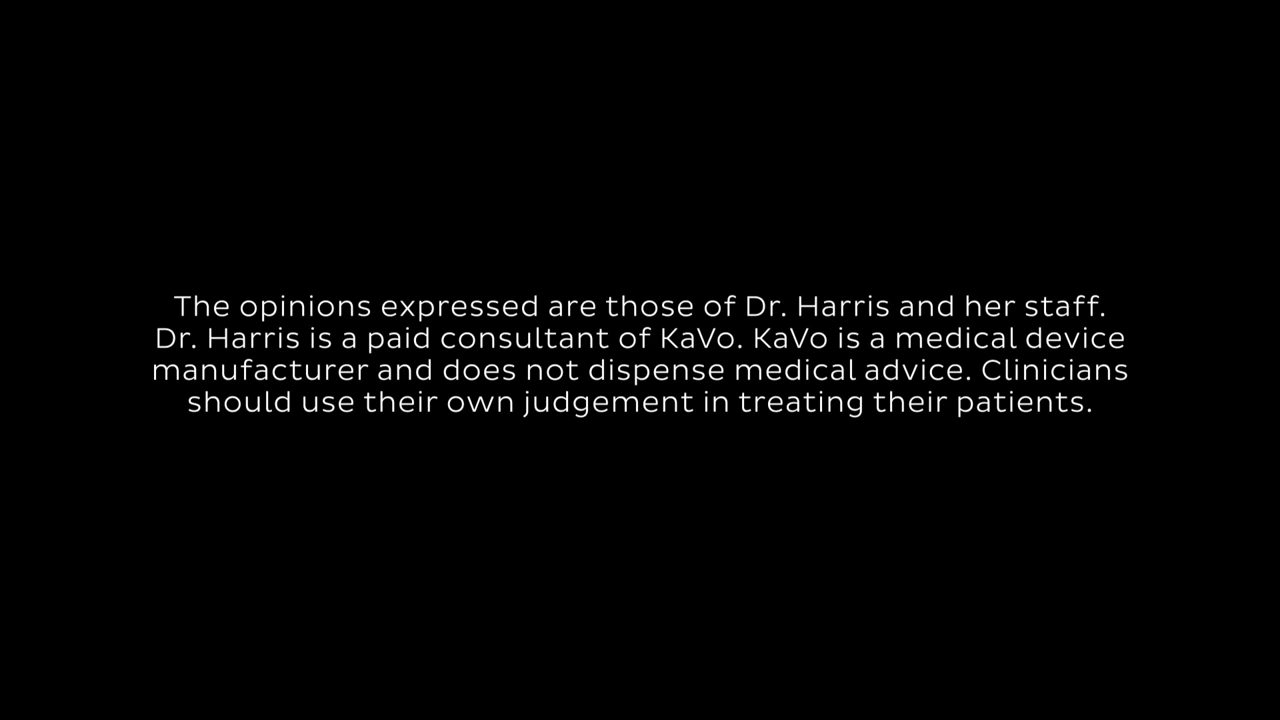 The opinions expressed are those of Dr. Harris and her staff.
Dr. Harris is a paid consultant of KaVo. KaVo is a medical device
manufacturer and does not dispense medical advice. Clinicians
should use their own judgement in treating their patients.